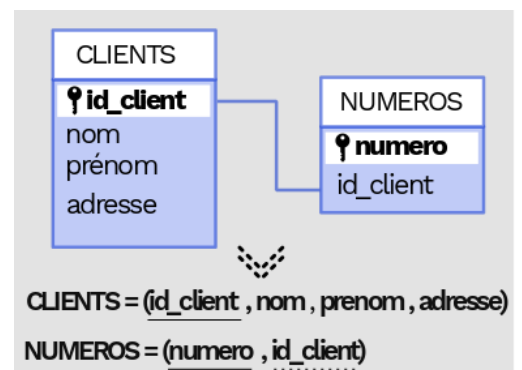 CLIENTS
id_client
nom
prénom
adresse
NUMEROS
numero
id_client
CLIENTS = (id_client , nom , prenom , adresse)
NUMEROS = (numero , id_client)